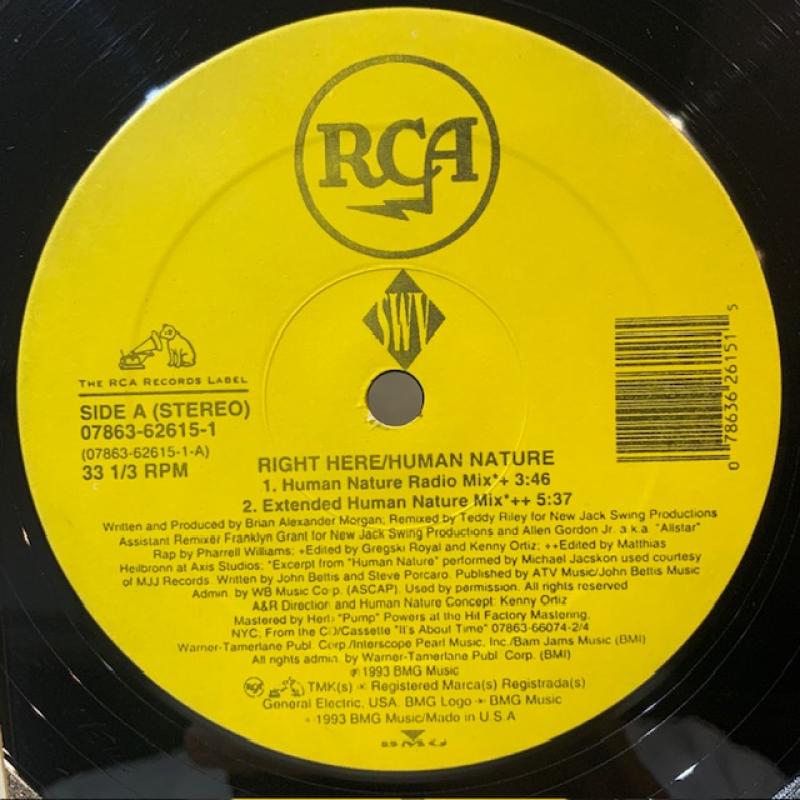 RCA
SWV
THE RCA RECORDS LABEL
SIDE A (STEREO)
07863-62615-1
(07863-62615-1-A)
33 1/3 RPM
0 78636 26151 5
RIGHT HERE/HUMAN NATURE
1. Human Nature Radio Mix*+ 3:46
2. Extended Human Nature Mix*++ 5:37
Written and Produced by Brian Alexander Morgan; Remixed by Teddy Riley for New Jack Swing Productions
Assistant Remixer Franklyn Grant for New Jack Swing Productions and Allen Gordon Jr. a.k.a. "Allstar"
Rap by Pharrell Williams; +Edited by Gregski Royal and Kenny Ortiz; ++Edited by Matthias
Heilbronn at Axis Studios; *Excerpt from "Human Nature" performed by Michael Jacskon used courtesy
of MJJ Records. Written by John Bettis and Steve Porcaro. Published by ATV Music/John Bettis Music
Admin. by WB Music Corp. (ASCAP). Used by permission. All rights reserved
A&R Direction and Human Nature Concept: Kenny Ortiz
Mastered by Herb "Pump" Powers at the Hit Factory Mastering,
NYC; From the CD/Cassette "It's About Time" 07863-66074-2/4
Warner-Tamerlane Publ. Corp./Interscope Pearl Music, Inc./Bam Jams Music (BMI)
All rights admin. by Warner-Tamerlane Publ. Corp. (BMI)
℗ 1993 BMG Music
RCA TMK(s) ® Registered Marca(s) Registrada(s)
General Electric, USA. BMG Logo ® BMG Music
© 1993 BMG Music/Made in U.S.A
BMG